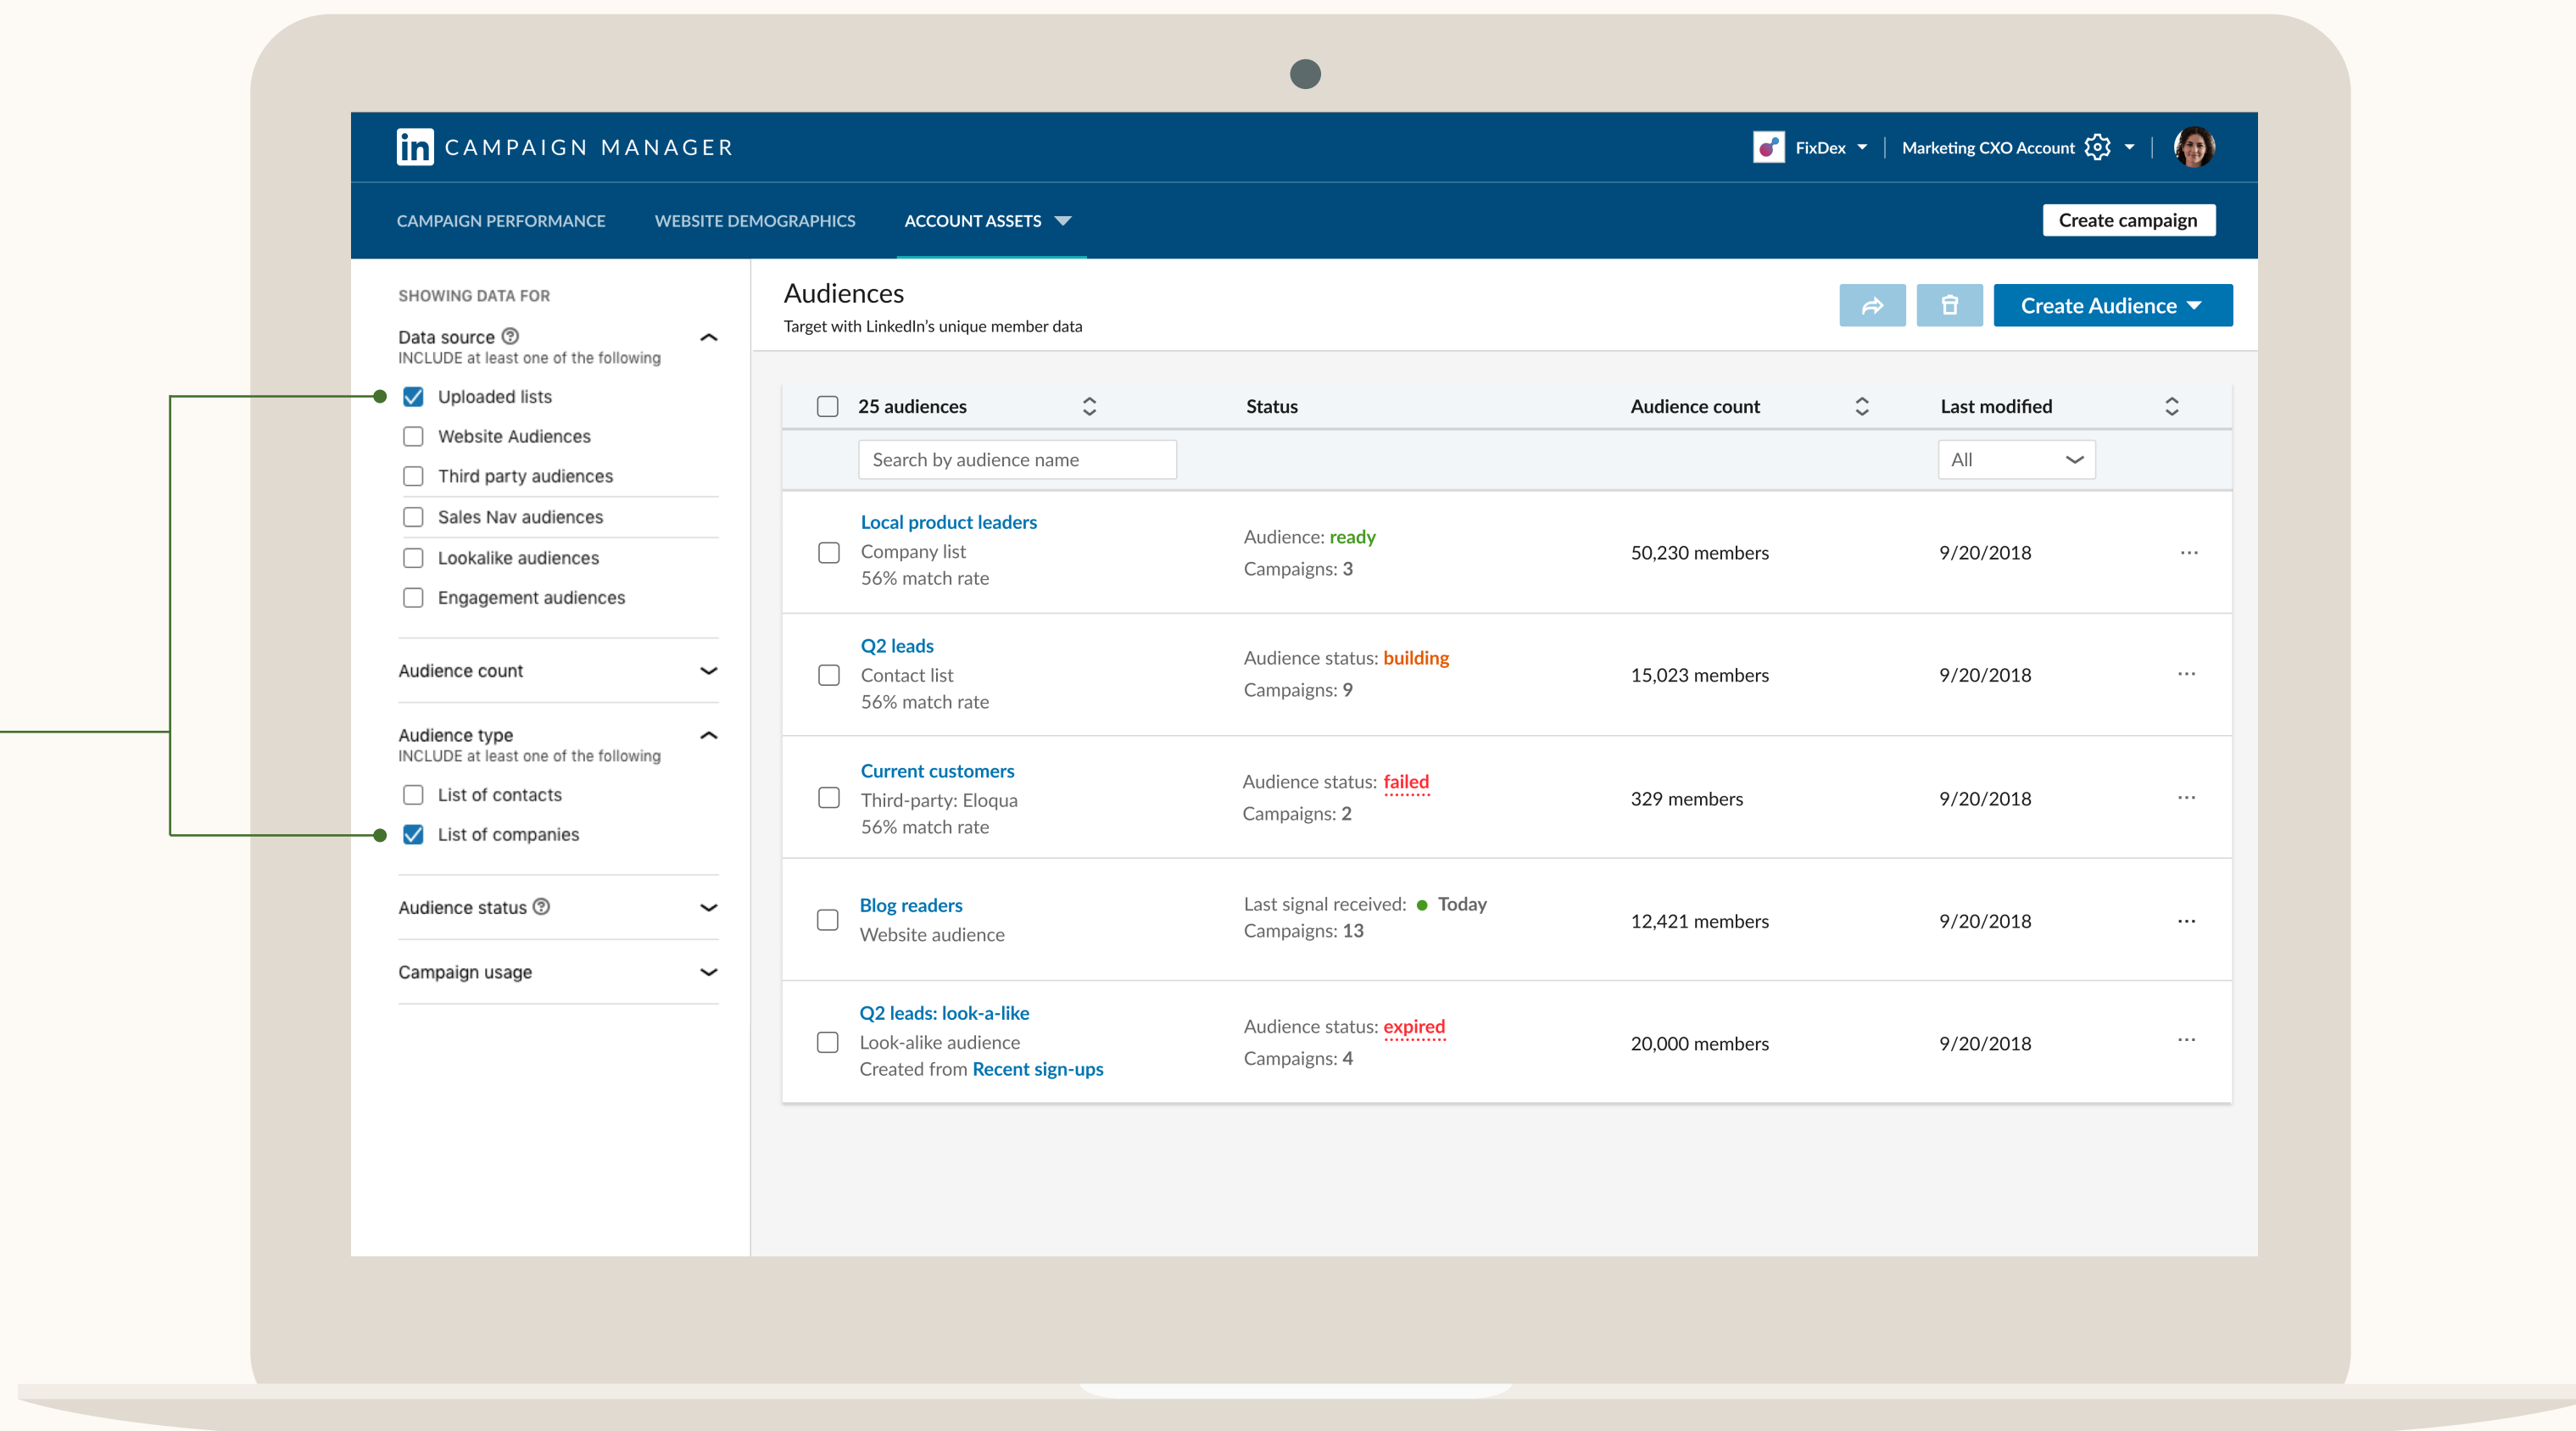 in CAMPAIGN MANAGER
FixDex
Marketing CXO Account
CAMPAIGN PERFORMANCE
WEBSITE DEMOGRAPHICS
ACCOUNT ASSETS
Create campaign
SHOWING DATA FOR
Data source ?
INCLUDE at least one of the following
Uploaded lists
Website Audiences
Third party audiences
Sales Nav audiences
Lookalike audiences
Engagement audiences
Audience count
Audience type
INCLUDE at least one of the following
List of contacts
List of companies
Audience status ?
Campaign usage
Audiences
Target with LinkedIn’s unique member data
Create Audience
25 audiences
Status
Audience count
Last modified
Search by audience name
All
Local product leaders
Company list
56% match rate
Audience: ready
Campaigns: 3
50,230 members
9/20/2018
...
Q2 leads
Contact list
56% match rate
Audience status: building
Campaigns: 9
15,023 members
9/20/2018
...
Current customers
Third-party: Eloqua
56% match rate
Audience status: failed
Campaigns: 2
329 members
9/20/2018
...
Blog readers
Website audience
Last signal received: ● Today
Campaigns: 13
12,421 members
9/20/2018
...
Q2 leads: look-a-like
Look-alike audience
Created from Recent sign-ups
Audience status: expired
Campaigns: 4
20,000 members
9/20/2018
...